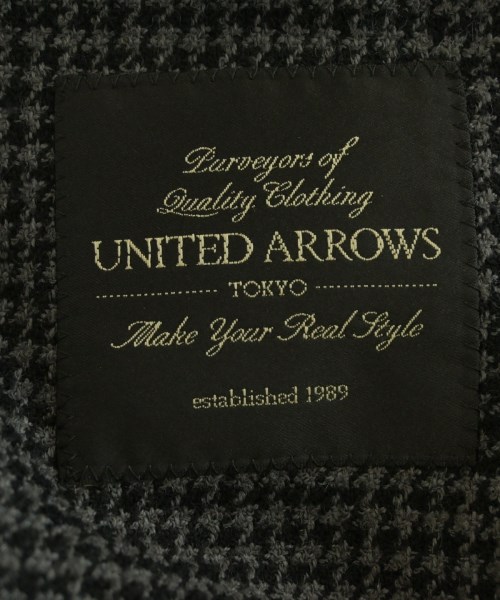 Purveyors of
Quality Clothing
UNITED ARROWS
TOKYO
Make Your Real Style
established 1989